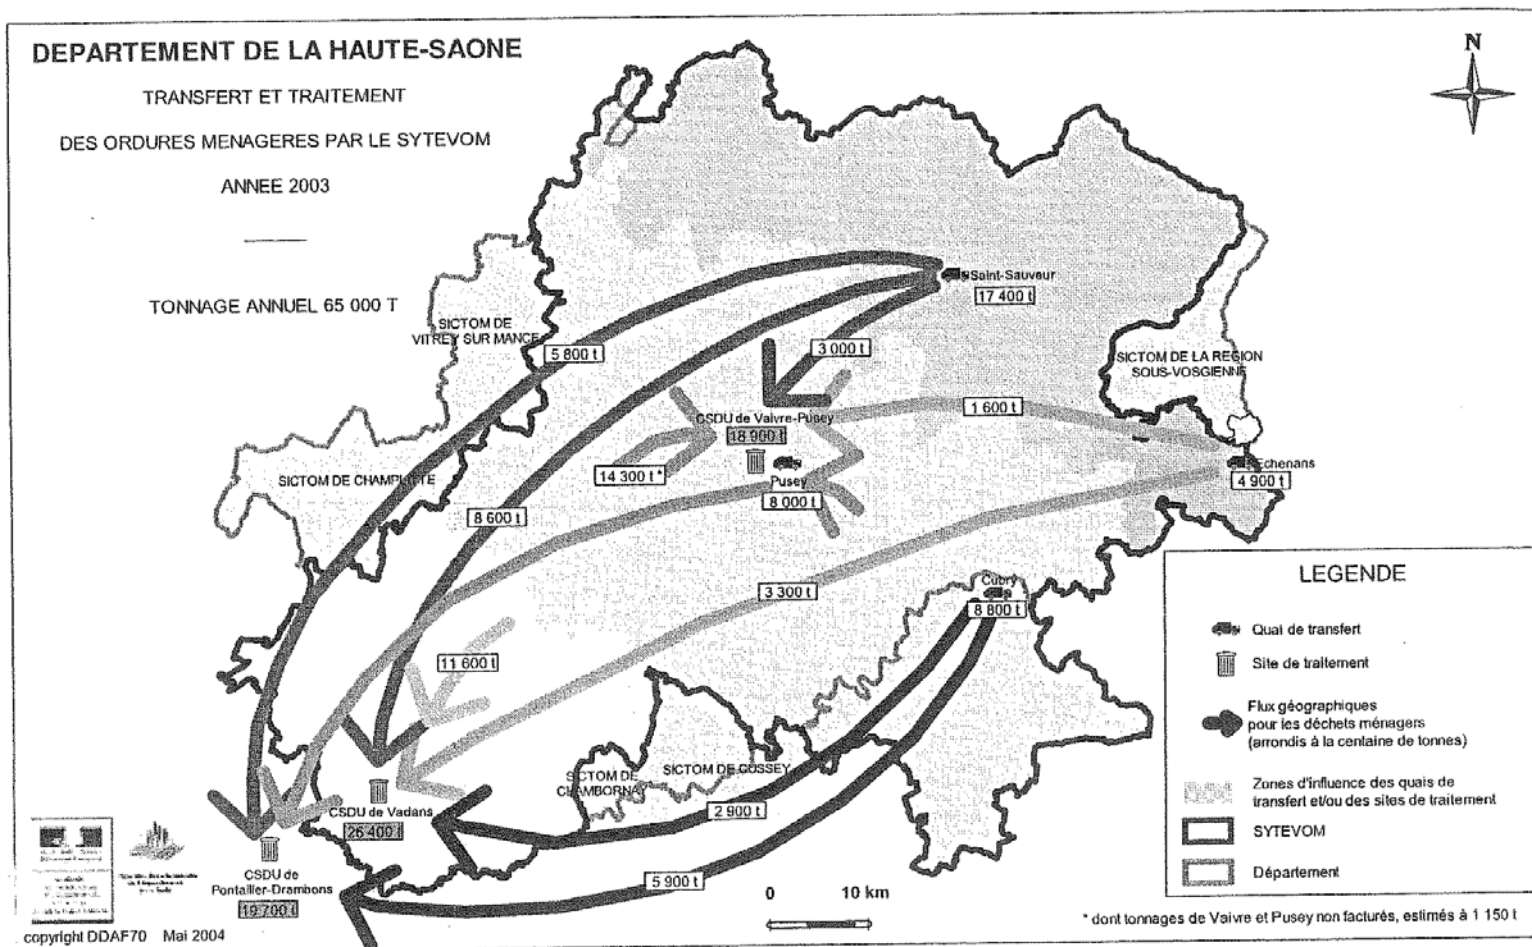 DEPARTEMENT DE LA HAUTE-SAONE
TRANSFERT ET TRAITEMENT
DES ORDURES MENAGERES PAR LE SYTEVOM
ANNEE 2003
TONNAGE ANNUEL 65 000 T
N
Saint-Sauveur
17 400 t
SICTOM DE
VITREY SUR MANCE
5 800 t
3 000 t
SICTOM DE LA REGION
SOUS-VOSGIENNE
1 600 t
CSDU de Vaivre-Pusey
18 900 t
14 300 t *
Pusey
8 000 t
Echenans
4 900 t
SICTOM DE CHAMPLITTE
8 600 t
3 300 t
Cubry
8 800 t
11 600 t
SICTOM DE
CHAMBORNAY
SICTOM DE CUSSEY
2 900 t
5 900 t
CSDU de Vadans
26 400 t
CSDU de
Pontailler-Drambons
19 700 t
0 10 km
LEGENDE
Quai de transfert
Site de traitement
Flux géographiques
pour les déchets ménagers
(arrondis à la centaine de tonnes)
Zones d'influence des quais de
transfert et/ou des sites de traitement
SYTEVOM
Département
* dont tonnages de Vaivre et Pusey non facturés, estimés à 1 150 t
copyright DDAF70 Mai 2004